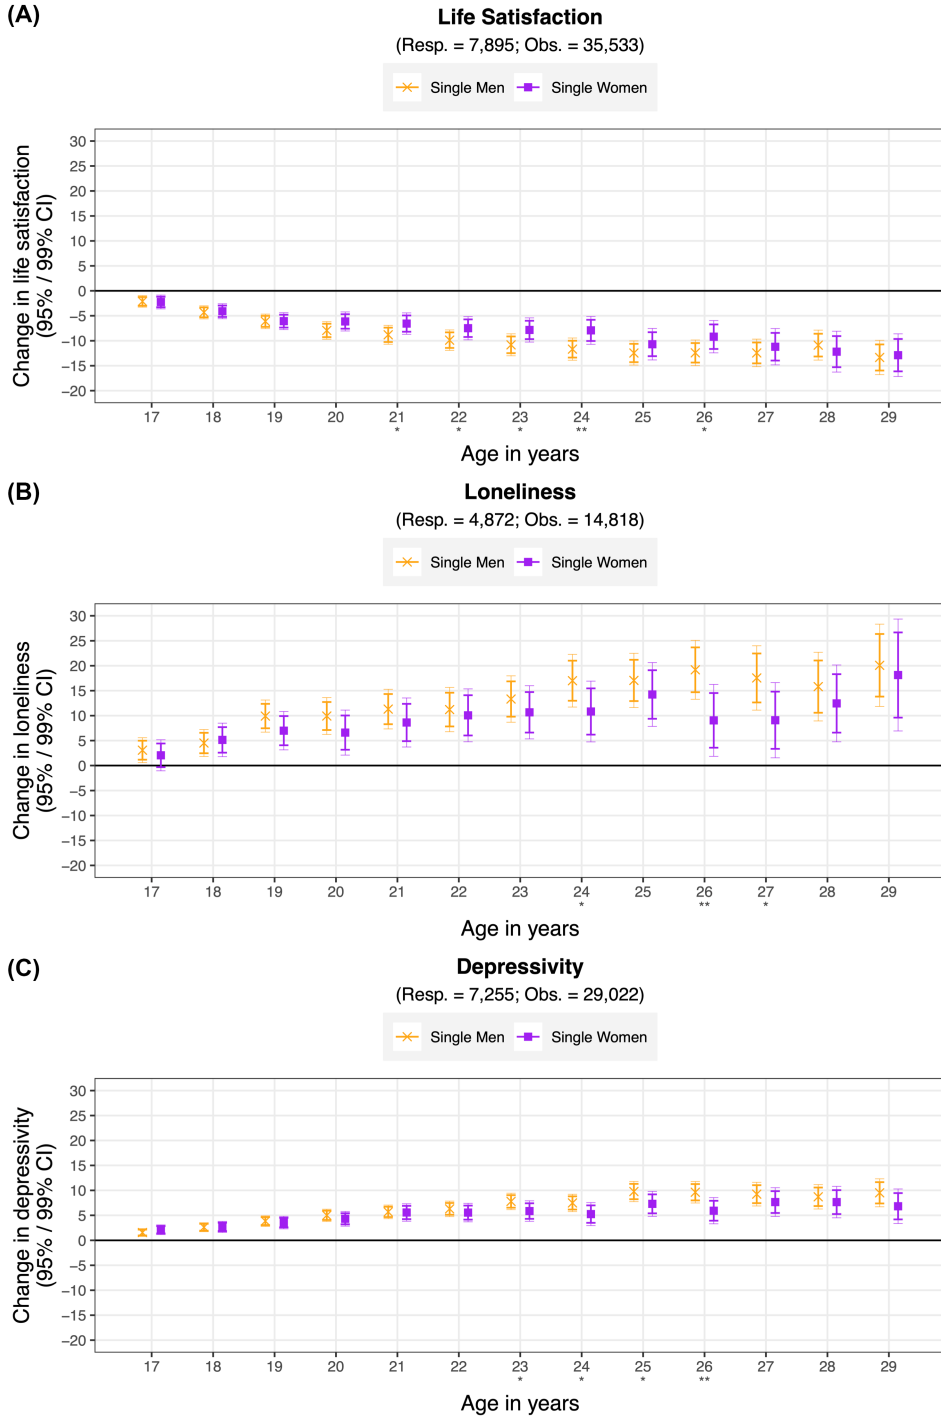 (A)
Life Satisfaction
(Resp. = 7,895; Obs. = 35,533)
Single Men Single Women
Change in life satisfaction
(95% / 99% CI)
30
25
20
15
10
5
0
−5
−10
−15
−20
17 18 19 20 21 22 23 24 25 26 27 28 29
* * * ** *
Age in years
(B)
Loneliness
(Resp. = 4,872; Obs. = 14,818)
Single Men Single Women
Change in loneliness
(95% / 99% CI)
30
25
20
15
10
5
0
−5
−10
−15
−20
17 18 19 20 21 22 23 24 25 26 27 28 29
* ** *
Age in years
(C)
Depressivity
(Resp. = 7,255; Obs. = 29,022)
Single Men Single Women
Change in depressivity
(95% / 99% CI)
30
25
20
15
10
5
0
−5
−10
−15
−20
17 18 19 20 21 22 23 24 25 26 27 28 29
* * * **
Age in years